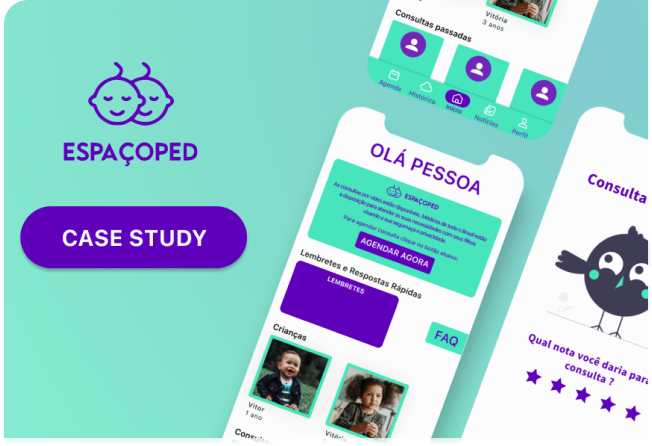 ESPAÇOPED
CASE STUDY
Vitória
3 anos
Consultas passadas
Agenda
Histórico
Início
Notícias
Perfil
OLÁ PESSOA
ESPAÇOPED
As consultas por vídeo estão disponíveis. Médicos de todo o Brasil estão
a disposição para atender as suas necessidades com seus filhos
visando a sua segurança e privacidade.
Para agendar consulta clique no botão abaixo:
AGENDAR AGORA
Lembretes e Respostas Rápidas
LEMBRETES
FAQ
Crianças
Vitor
1 ano
Vitória
Consulta
Qual nota você daria para
consulta ?